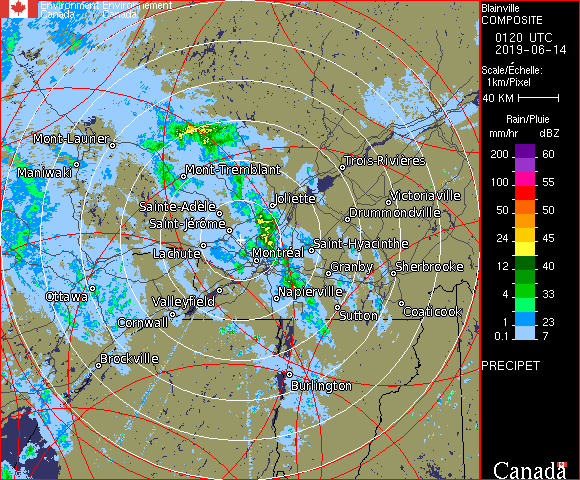 Environment Environnement
Canada Canada
Blainville
COMPOSITE
0120 UTC
2019-06-14
Scale/Échelle:
1km/Pixel
40 KM
Rain/Pluie
mm/hr dBZ
200 60
100 55
50 50
24 45
12 40
4 33
1 23
0.1 7
PRECIPET
Canada
Mont-Laurier
Maniwaki
Mont-Tremblant
Trois-Rivières
Sainte-Adèle
Joliette
Victoriaville
Drummondville
Saint-Jérôme
Saint-Hyacinthe
Lachute
Montréal
Granby
Sherbrooke
Ottawa
Valleyfield
Napierville
Cornwall
Sutton
Coaticook
Brockville
Burlington